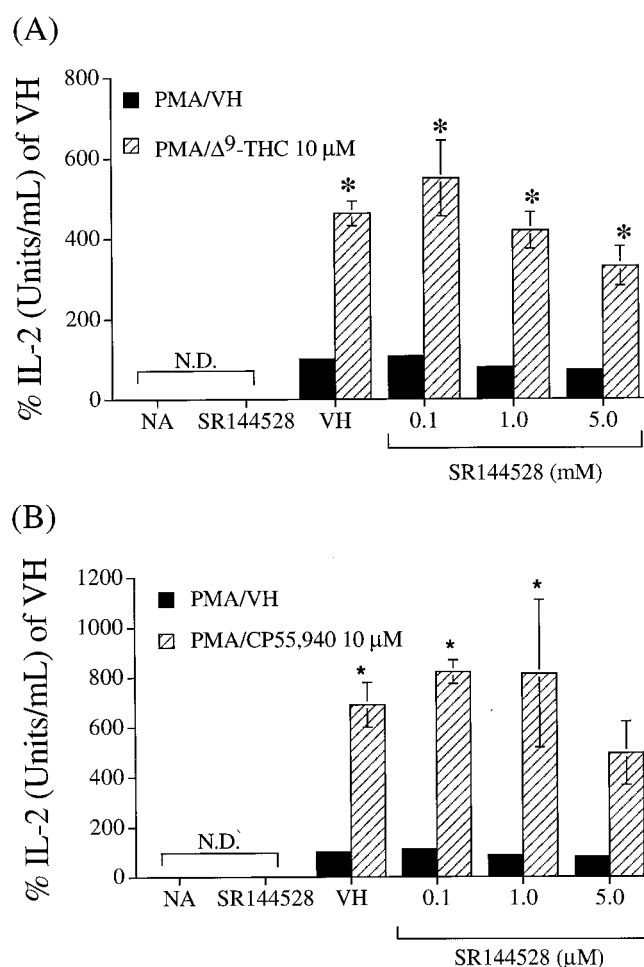 (A)
% IL-2 (Units/mL) of VH
800
600
400
200
0
PMA/VH
PMA/Δ9-THC 10 μM
*
*
*
*
N.D.
NA
SR144528
VH
0.1
1.0
5.0
SR144528 (mM)
(B)
% IL-2 (Units/mL) of VH
1200
1000
800
600
400
200
0
PMA/VH
PMA/CP55,940 10 μM
*
*
*
N.D.
NA
SR144528
VH
0.1
1.0
5.0
SR144528 (μM)